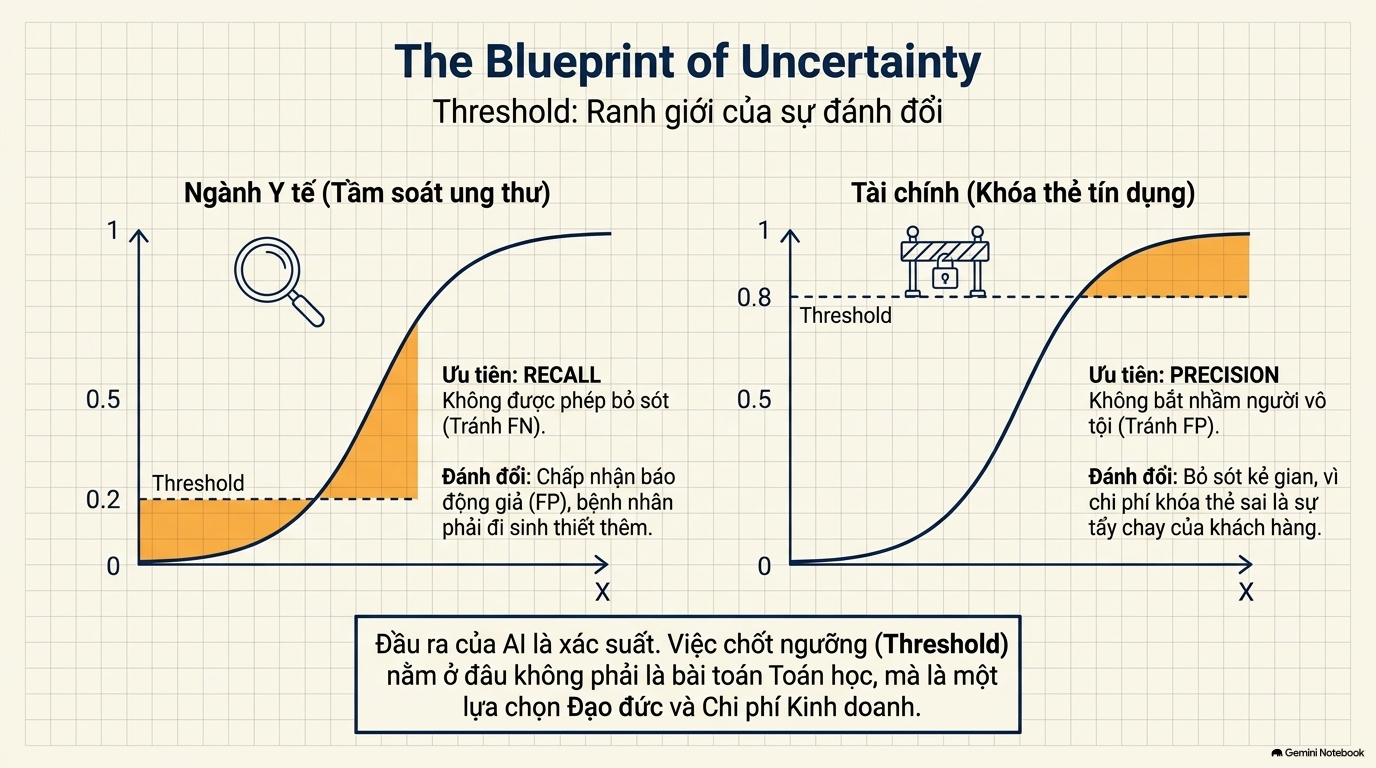 The Blueprint of Uncertainty
Threshold: Ranh giới của sự đánh đổi
Ngành Y tế (Tầm soát ung thư)
1
0.5
Threshold
0.2
0
X
Ưu tiên: RECALL
Không được phép bỏ sót
(Tránh FN).
Đánh đổi: Chấp nhận báo
động giả (FP), bệnh nhân
phải đi sinh thiết thêm.
Tài chính (Khóa thẻ tín dụng)
1
0.8
Threshold
0.5
0
X
Ưu tiên: PRECISION
Không bắt nhầm người vô
tội (Tránh FP).
Đánh đổi: Bỏ sót kẻ gian, vì
chi phí khóa thẻ sai là sự
tẩy chay của khách hàng.
Đầu ra của AI là xác suất. Việc chốt ngưỡng (Threshold)
nằm ở đâu không phải là bài toán Toán học, mà là một
lựa chọn Đạo đức và Chi phí Kinh doanh.
Gemini Notebook